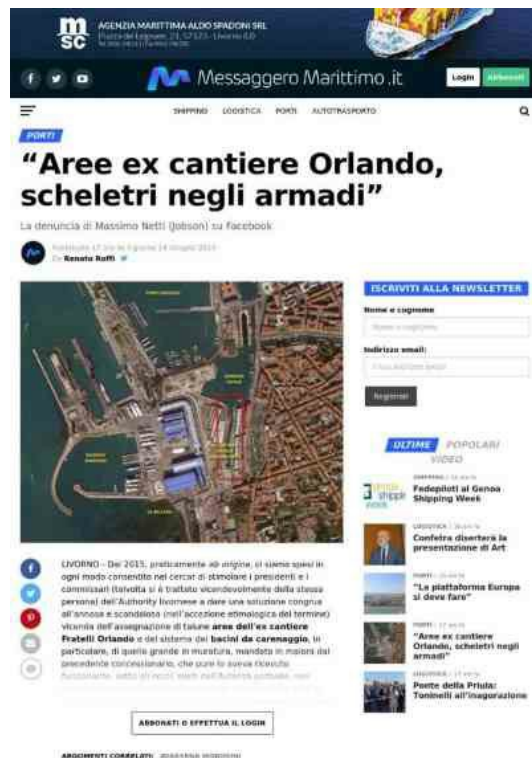 msc
AGENZIA MARITTIMA ALDO SPADONI SRL
Messaggero Marittimo.it
Login
Abbonati
SHIPPING LOGISTICA PORTI AUTOTRASPORTO
PORTI
“Aree ex cantiere Orlando,
scheletri negli armadi”
La denuncia di Massimo Netti (Jobson) su Facebook
Renato Roffi
ISCRIVITI ALLA NEWSLETTER
Nome e cognome
Nome e cognome
Indirizzo email:
Registrati
ULTIME POPOLARI
VIDEO
Fedepiloti al Genoa
Shipping Week
Confetra diserterà la
presentazione di Art
“La piattaforma Europa
si deve fare”
“Aree ex cantiere
Orlando, scheletri negli
armadi”
Ponte della Priula:
Toninelli all'inagorazione
LIVORNO – Dal 2015, praticamente ab origine, ci siamo spesi in
ogni modo consentito nel cercar di stimolare i presidenti e i
commissari (talvolta si è trattato vicendevolmente della stessa
persona) dell'Authority livornese a dare una soluzione congrua
all'annosa e scandalosa (nell'accezione etimologica del termine)
vicenda dell'assegnazione di talune aree dell'ex cantiere
Fratelli Orlando e del sistema dei bacini da carenaggio, in
particolare, di quello grande in muratura, mandato in malora dal
precedente concessionario, che pure lo aveva ricevuto
ABBONATI O EFFETTUA IL LOGIN
ARGOMENTI CORRELATI: